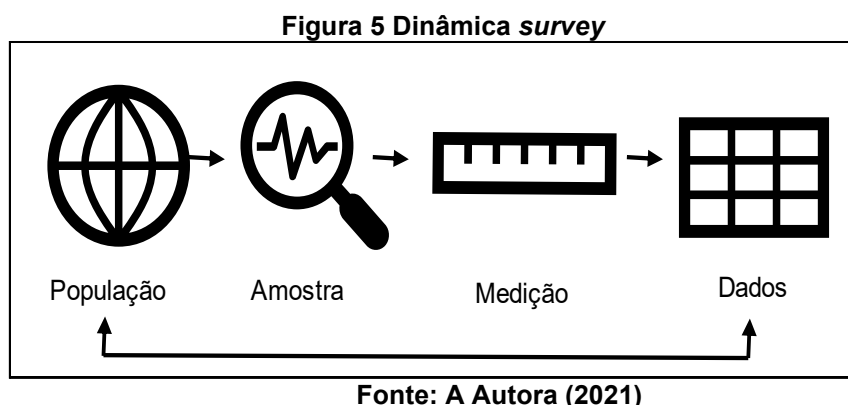 Figura 5 Dinâmica survey
População
Amostra
Medição
Dados
Fonte: A Autora (2021)